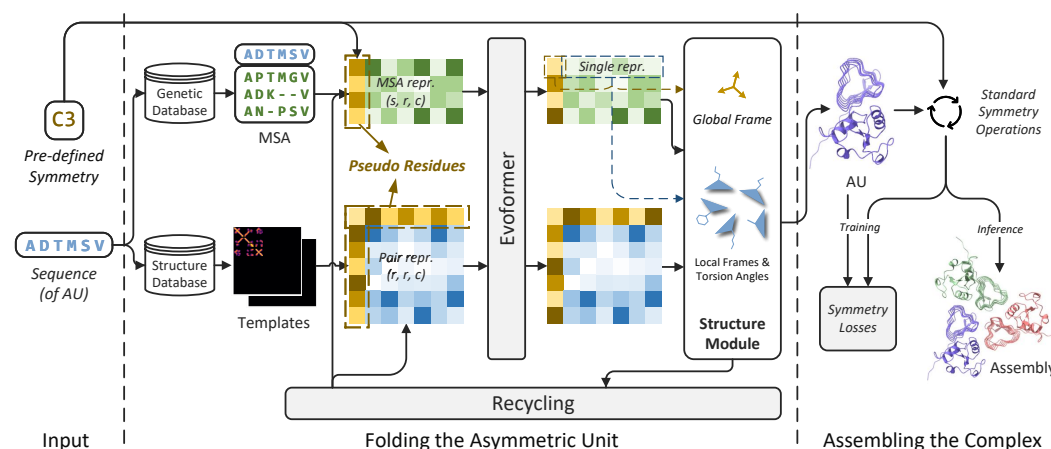 C3
Pre-defined
Symmetry
ADTMSV
Sequence
(of AU)
Input
Genetic
Database
ADTMSV
APTMGV
ADK--V
AN-PSV
MSA
Structure
Database
Templates
MSA repr.
(s, r, c)
Pseudo Residues
Pair repr.
(r, r, c)
Evoformer
Single repr.
Global Frame
Local Frames &
Torsion Angles
Structure
Module
Recycling
Folding the Asymmetric Unit
AU
Standard
Symmetry
Operations
Training
Inference
Symmetry
Losses
Assembly
Assembling the Complex